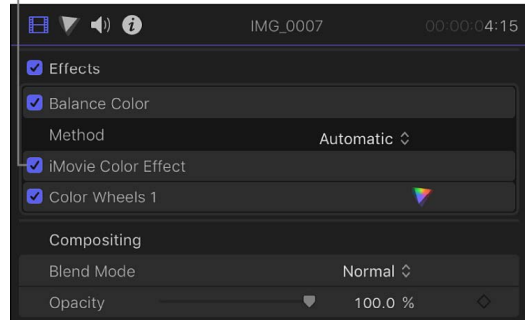 IMG_0007 00:00:04:15
Effects
Balance Color
Method Automatic
iMovie Color Effect
Color Wheels 1
Compositing
Blend Mode Normal
Opacity 100.0 %